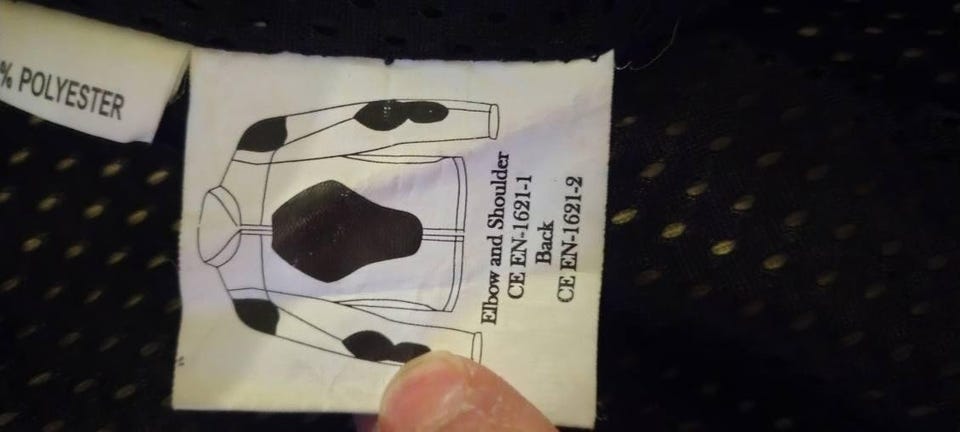 % POLYESTER
Elbow and Shoulder
CE EN-1621-1
Back
CE EN-1621-2